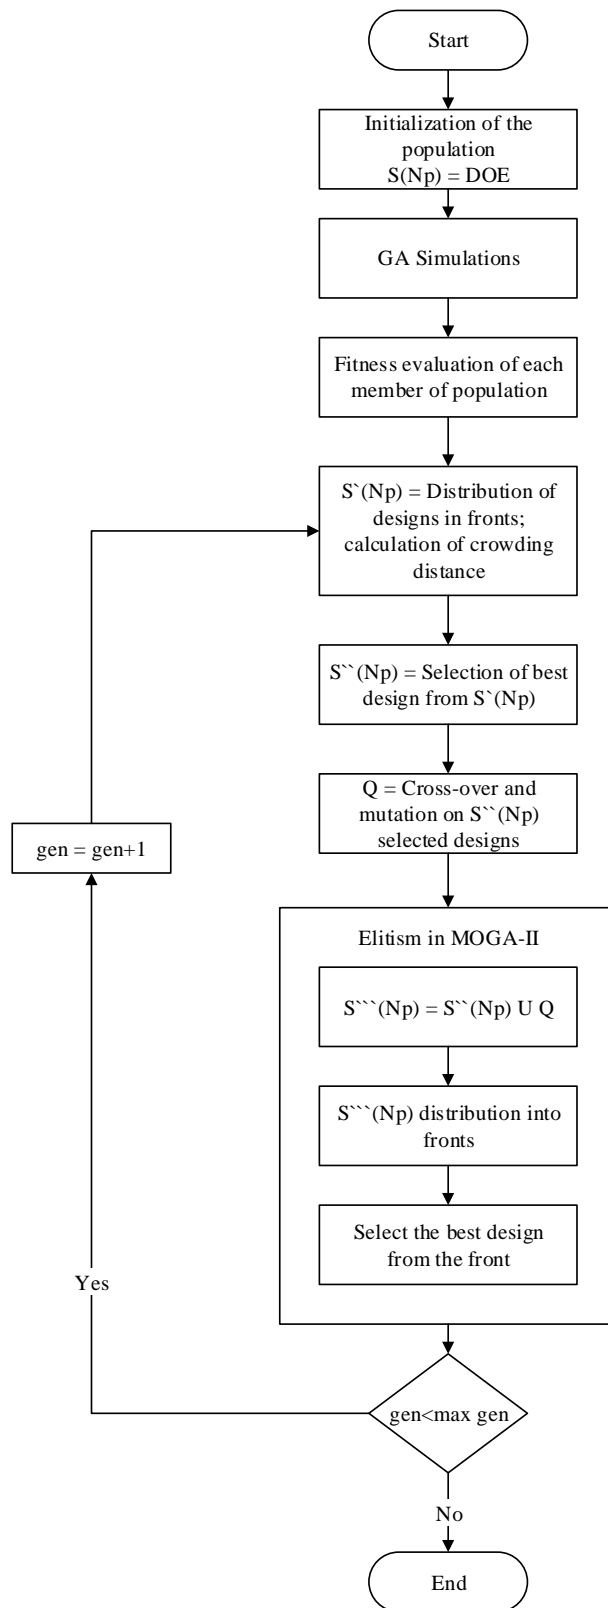 Start
Initialization of the
population
S(Np) = DOE
GA Simulations
Fitness evaluation of each
member of population
S`(Np) = Distribution of
designs in fronts;
calculation of crowding
distance
S``(Np) = Selection of best
design from S`(Np)
Q = Cross-over and
mutation on S``(Np)
selected designs
gen = gen+1
Elitism in MOGA-II
S```(Np) = S``(Np) U Q
S```(Np) distribution into
fronts
Select the best design
from the front
Yes
gen<max gen
No
End